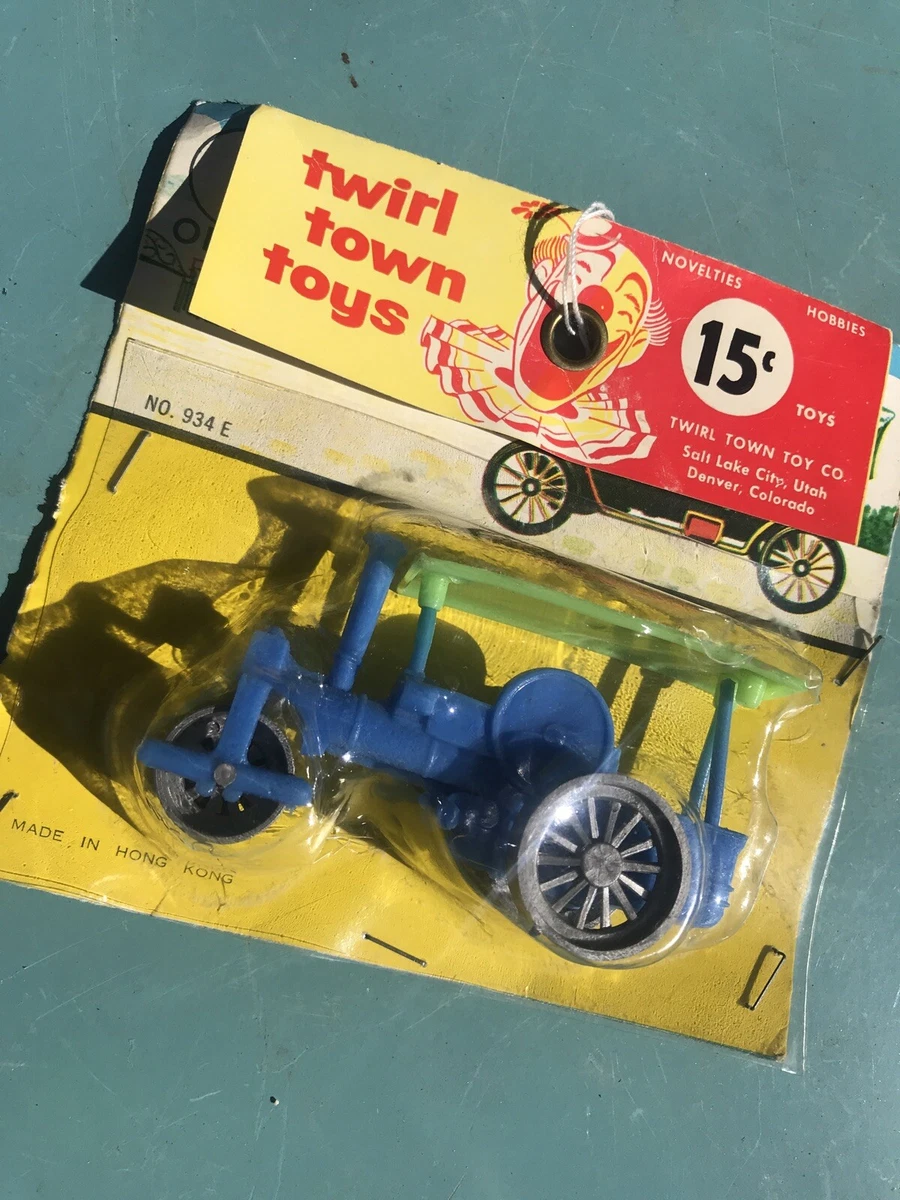 twirl
town
toys
NOVELTIES
HOBBIES
15¢
TOYS
TWIRL TOWN TOY CO.
Salt Lake City, Utah
Denver, Colorado
NO. 934 E
MADE IN HONG KONG